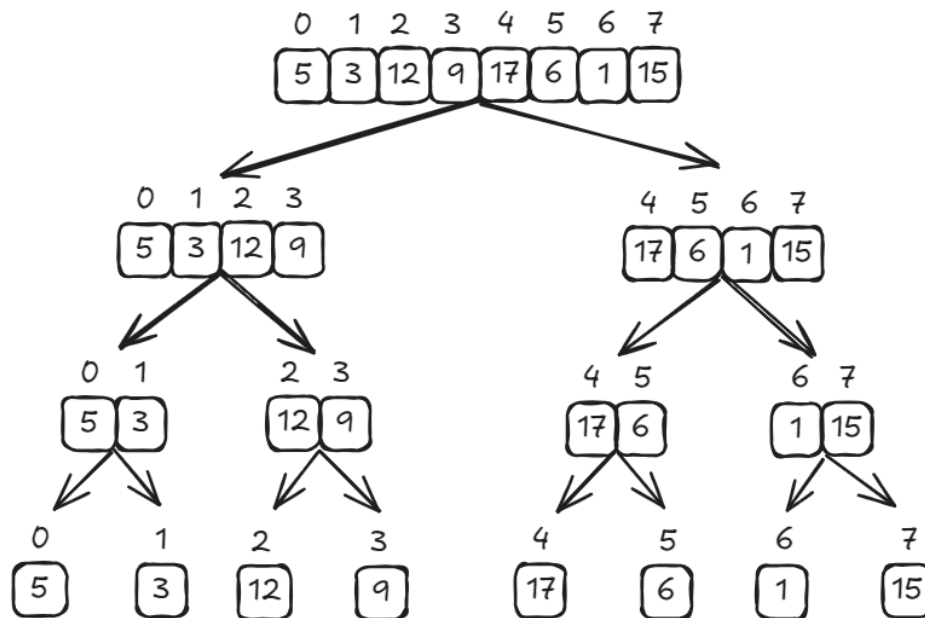 0 1 2 3 4 5 6 7
5 3 12 9 17 6 1 15
0 1 2 3
4 5 6 7
5 3 12 9
17 6 1 15
0 1
2 3
4 5
6 7
5 3
12 9
17 6
1 15
0 1 2 3 4 5 6 7
5 3 12 9 17 6 1 15